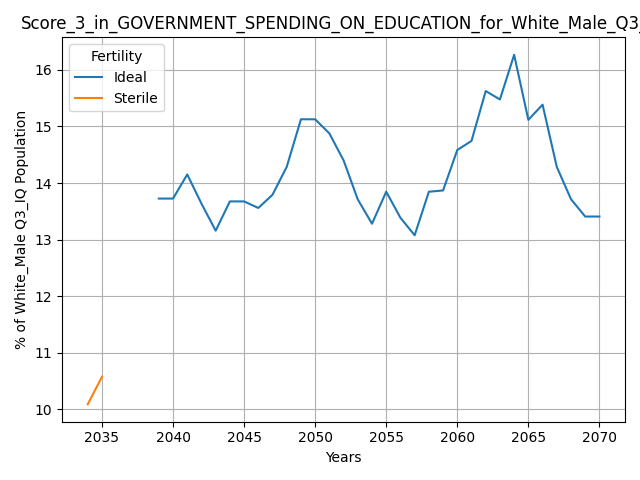 Score_3_in_GOVERNMENT_SPENDING_ON_EDUCATION_for_White_Male_Q3_
Fertility
Ideal
Sterile
% of White_Male Q3_IQ Population
16
15
14
13
12
11
10
2035 2040 2045 2050 2055 2060 2065 2070
Years